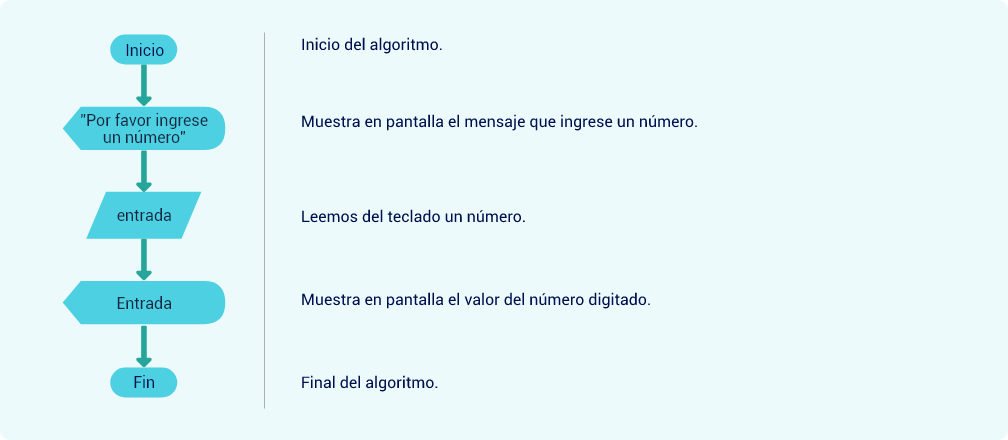 Inicio
Inicio del algoritmo.
"Por favor ingrese
un número"
Muestra en pantalla el mensaje que ingrese un número.
entrada
Leemos del teclado un número.
Entrada
Muestra en pantalla el valor del número digitado.
Fin
Final del algoritmo.